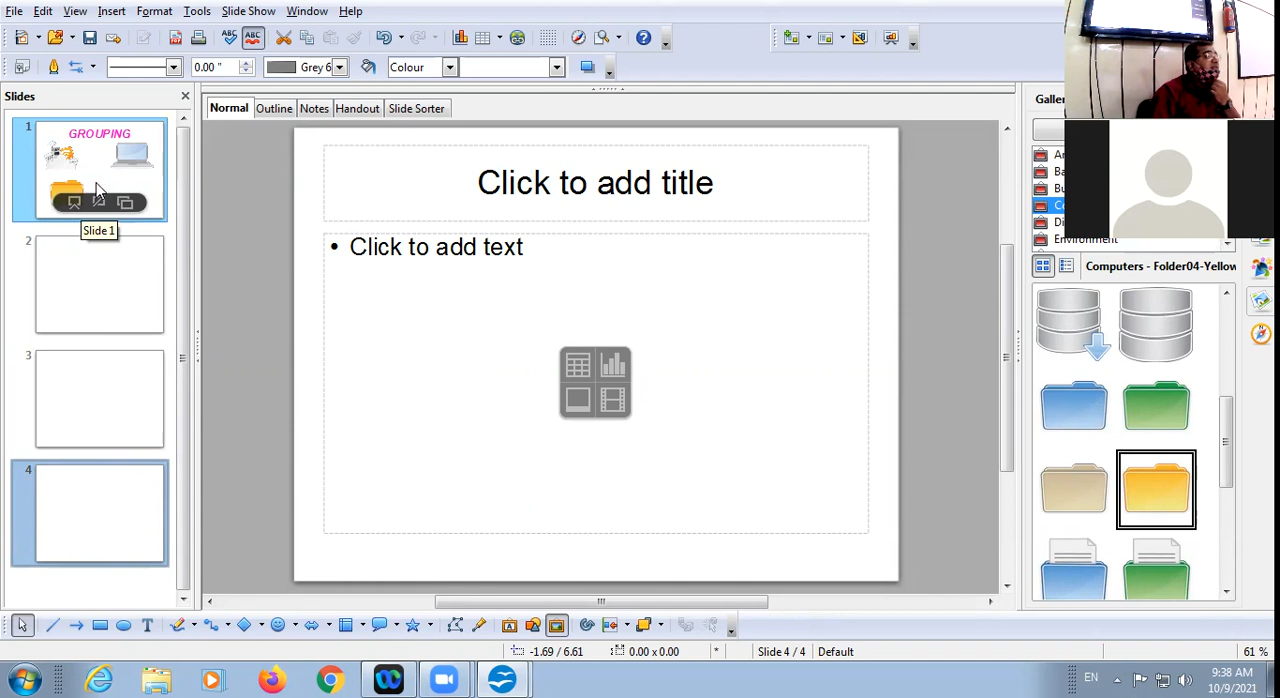 File Edit View Insert Format Tools Slide Show Window Help
0.00 " Grey 6 Colour
Slides
Normal Outline Notes Handout Slide Sorter
1
GROUPING
Slide 1
2
3
4
Click to add title
• Click to add text
Environment
Computers - Folder04-Yellow
-1.69 / 6.61 0.00 x 0.00 * Slide 4 / 4 Default 61 %
EN 9:38 AM
10/9/2021